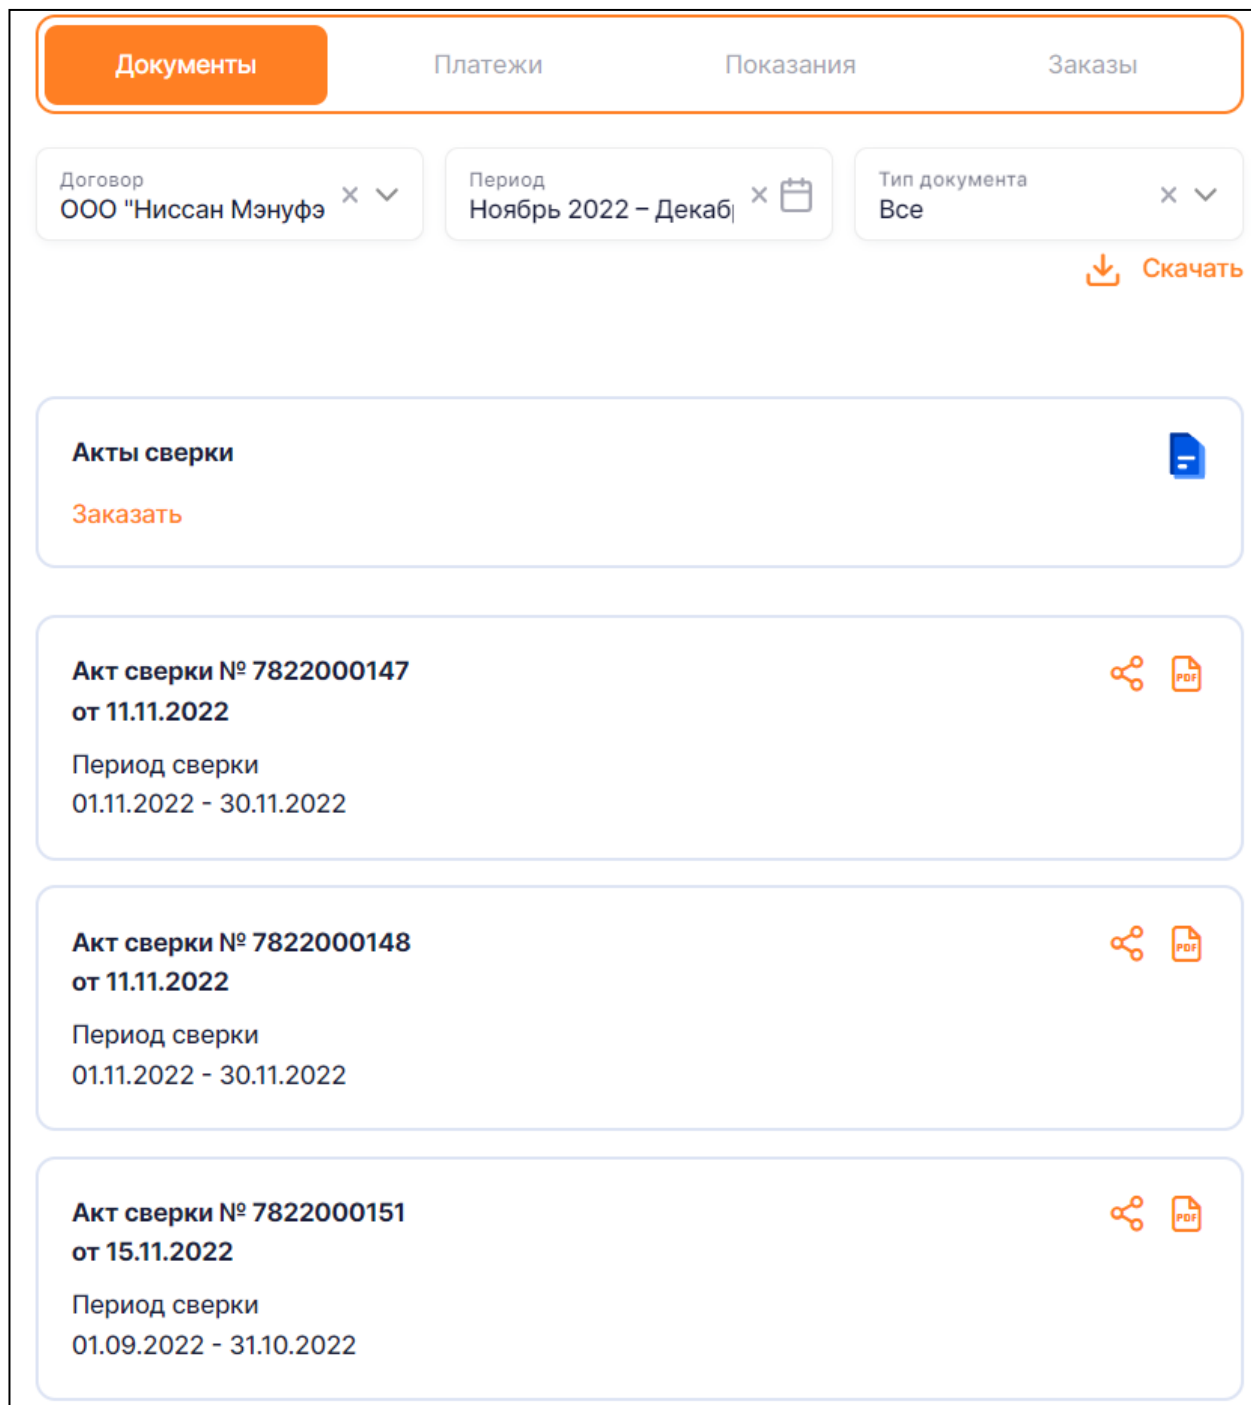 Документы Платежи Показания Заказы
Договор Период Тип документа
ООО "Ниссан Мэнуфэ Ноябрь 2022 – Декаб Все
Скачать
Акты сверки
Заказать
Акт сверки № 7822000147
от 11.11.2022
Период сверки
01.11.2022 - 30.11.2022
PDF
Акт сверки № 7822000148
от 11.11.2022
Период сверки
01.11.2022 - 30.11.2022
PDF
Акт сверки № 7822000151
от 15.11.2022
Период сверки
01.09.2022 - 31.10.2022
PDF